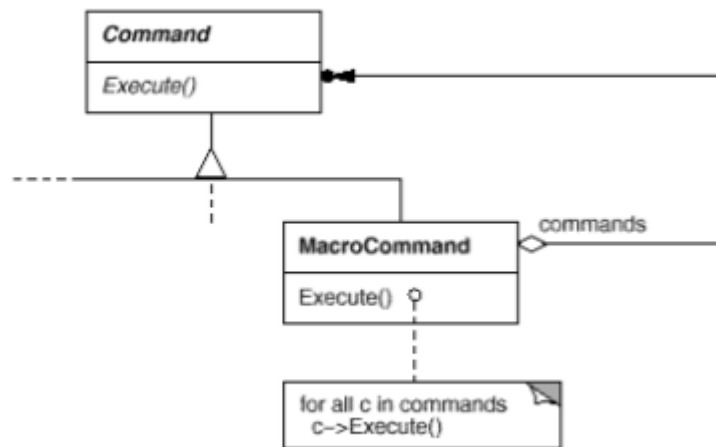 Command
Execute()
commands
MacroCommand
Execute()
for all c in commands
c->Execute()